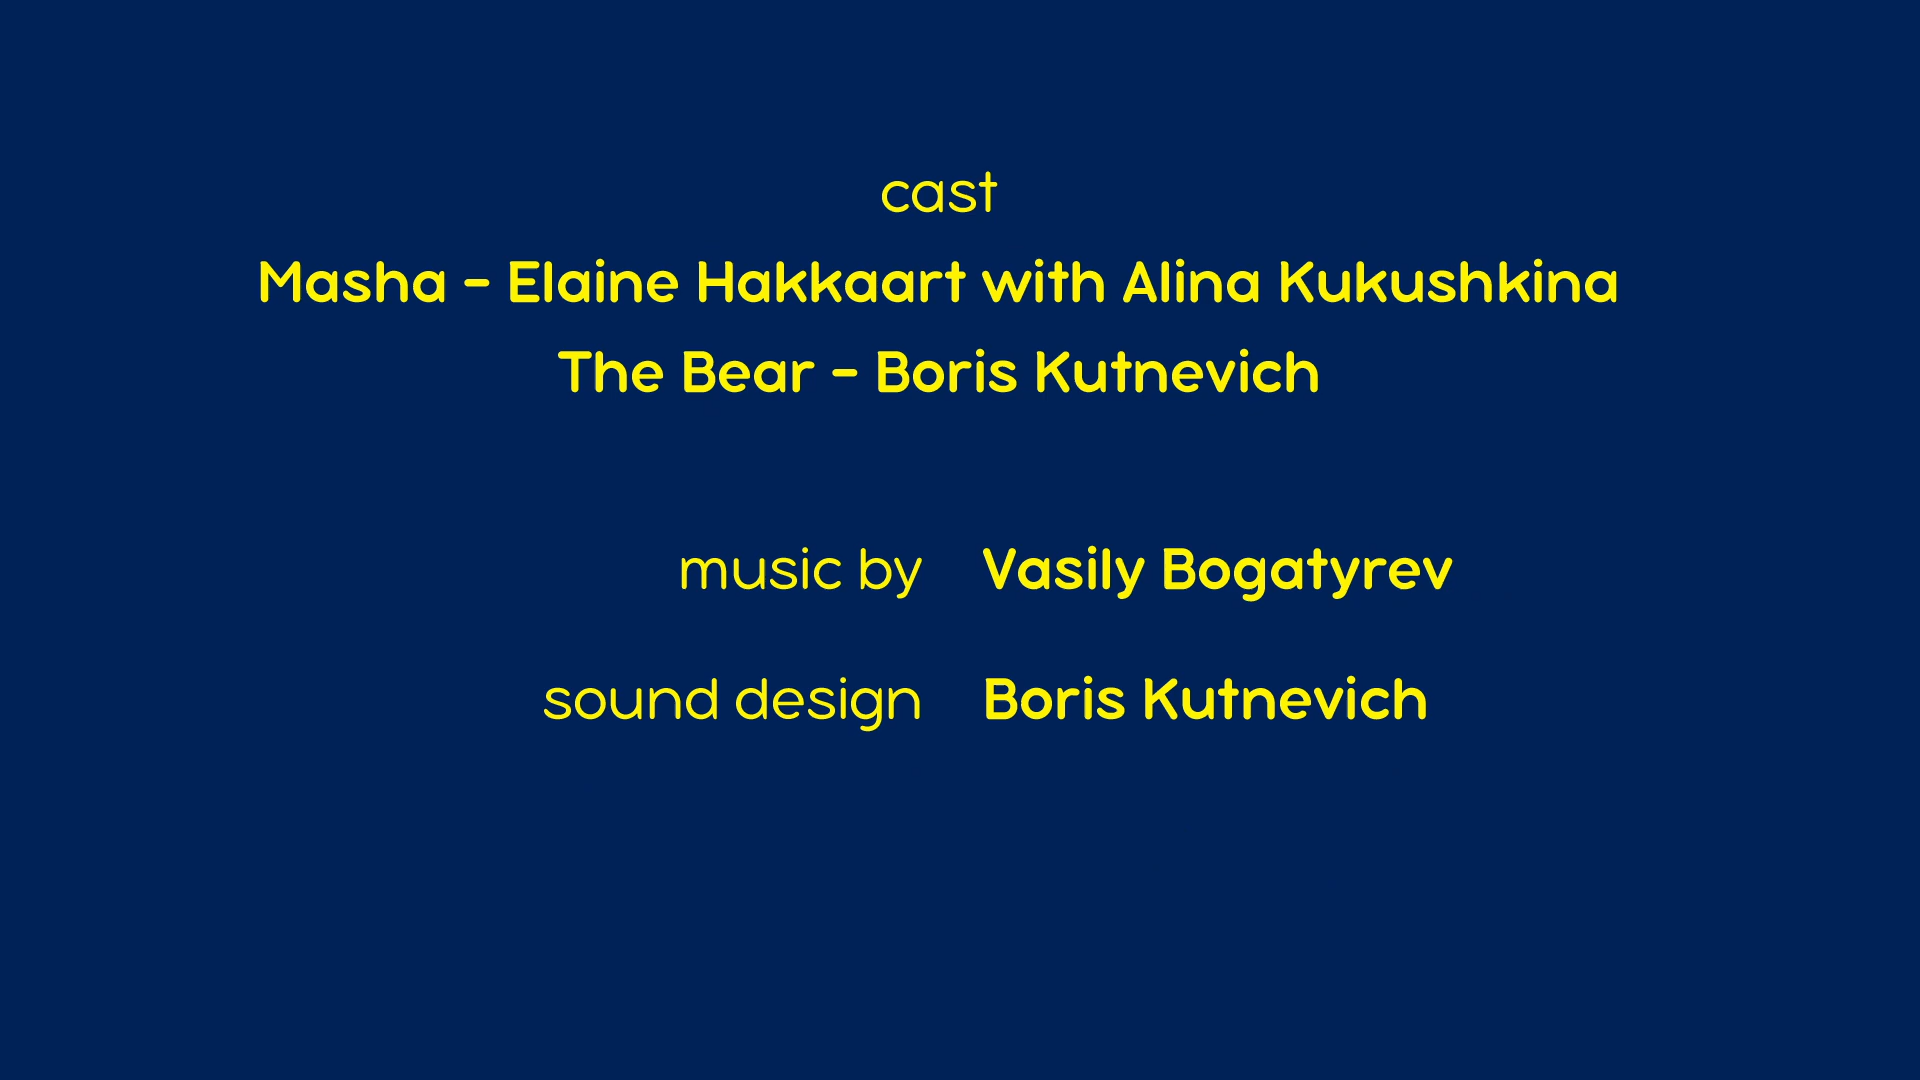 cast
Masha - Elaine Hakkaart with Alina Kukushkina
The Bear - Boris Kutnevich
music by Vasily Bogatyrev
sound design Boris Kutnevich